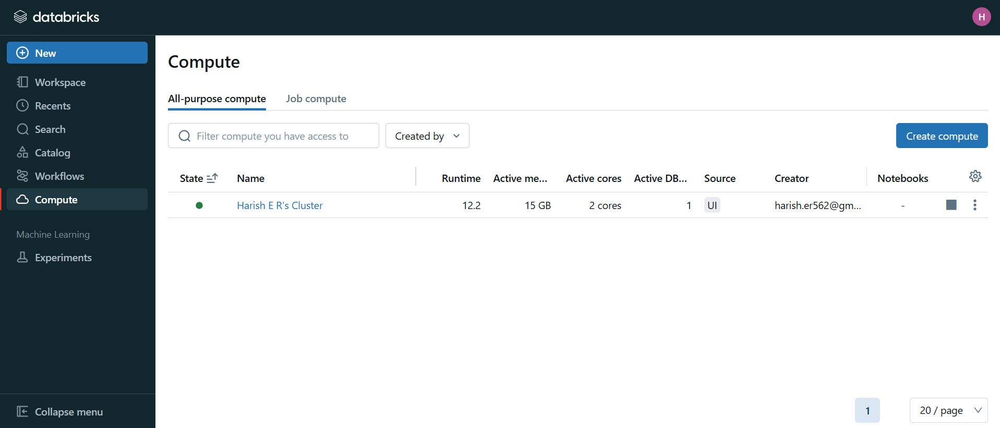 databricks
H
New
Workspace
Recents
Search
Catalog
Workflows
Compute
Machine Learning
Experiments
Collapse menu
Compute
All-purpose compute Job compute
Filter compute you have access to Created by Create compute
State Name Runtime Active me... Active cores Active DB... Source Creator Notebooks
Harish E R's Cluster 12.2 15 GB 2 cores 1 UI harish.er562@gm... -
1 20 / page